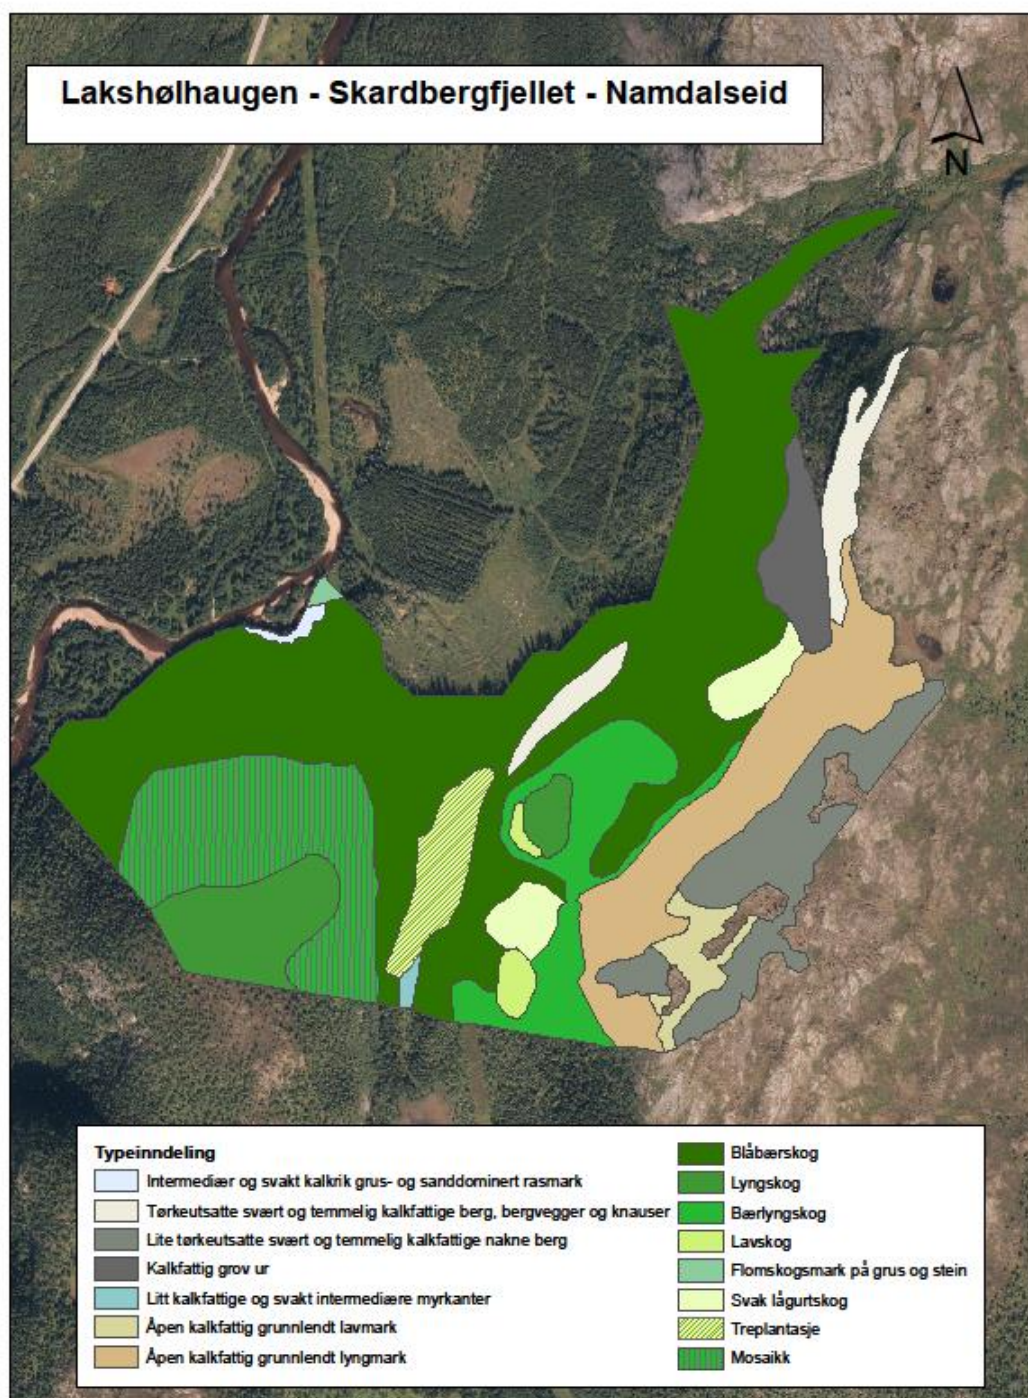 Lakshølhaugen - Skardbergfjellet - Namdalseid
N
Typeinndeling
Intermediær og svakt kalkrik grus- og sanddominert rasmark
Tørkeutsatte svært og temmelig kalkfattige berg, bergvegger og knauser
Lite tørkeutsatte svært og temmelig kalkfattige nakne berg
Kalkfattig grov ur
Litt kalkfattige og svakt intermediære myrkanter
Åpen kalkfattig grunnlendt lavmark
Åpen kalkfattig grunnlendt lyngmark
Blåbærskog
Lyngskog
Bærlyngskog
Lavskog
Flomskogsmark på grus og stein
Svak lågurtskog
Treplantasje
Mosaikk